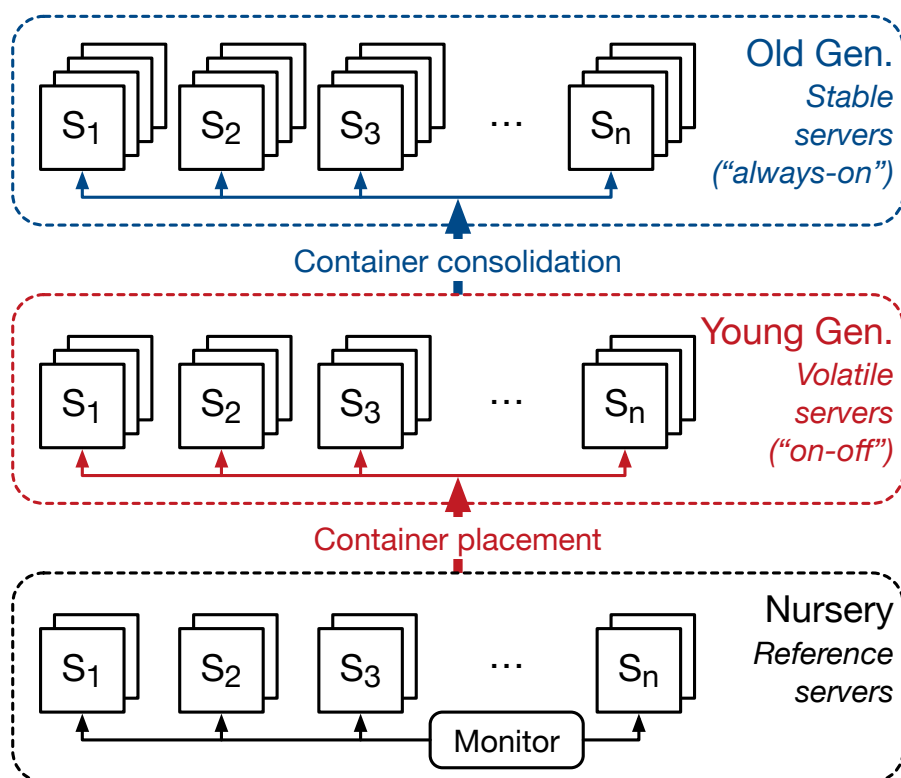 Old Gen.
Stable
servers
(“always-on”)
S1 S2 S3 ... Sn
Container consolidation
Young Gen.
Volatile
servers
(“on-off”)
S1 S2 S3 ... Sn
Container placement
Nursery
Reference
servers
S1 S2 S3 ... Sn
Monitor